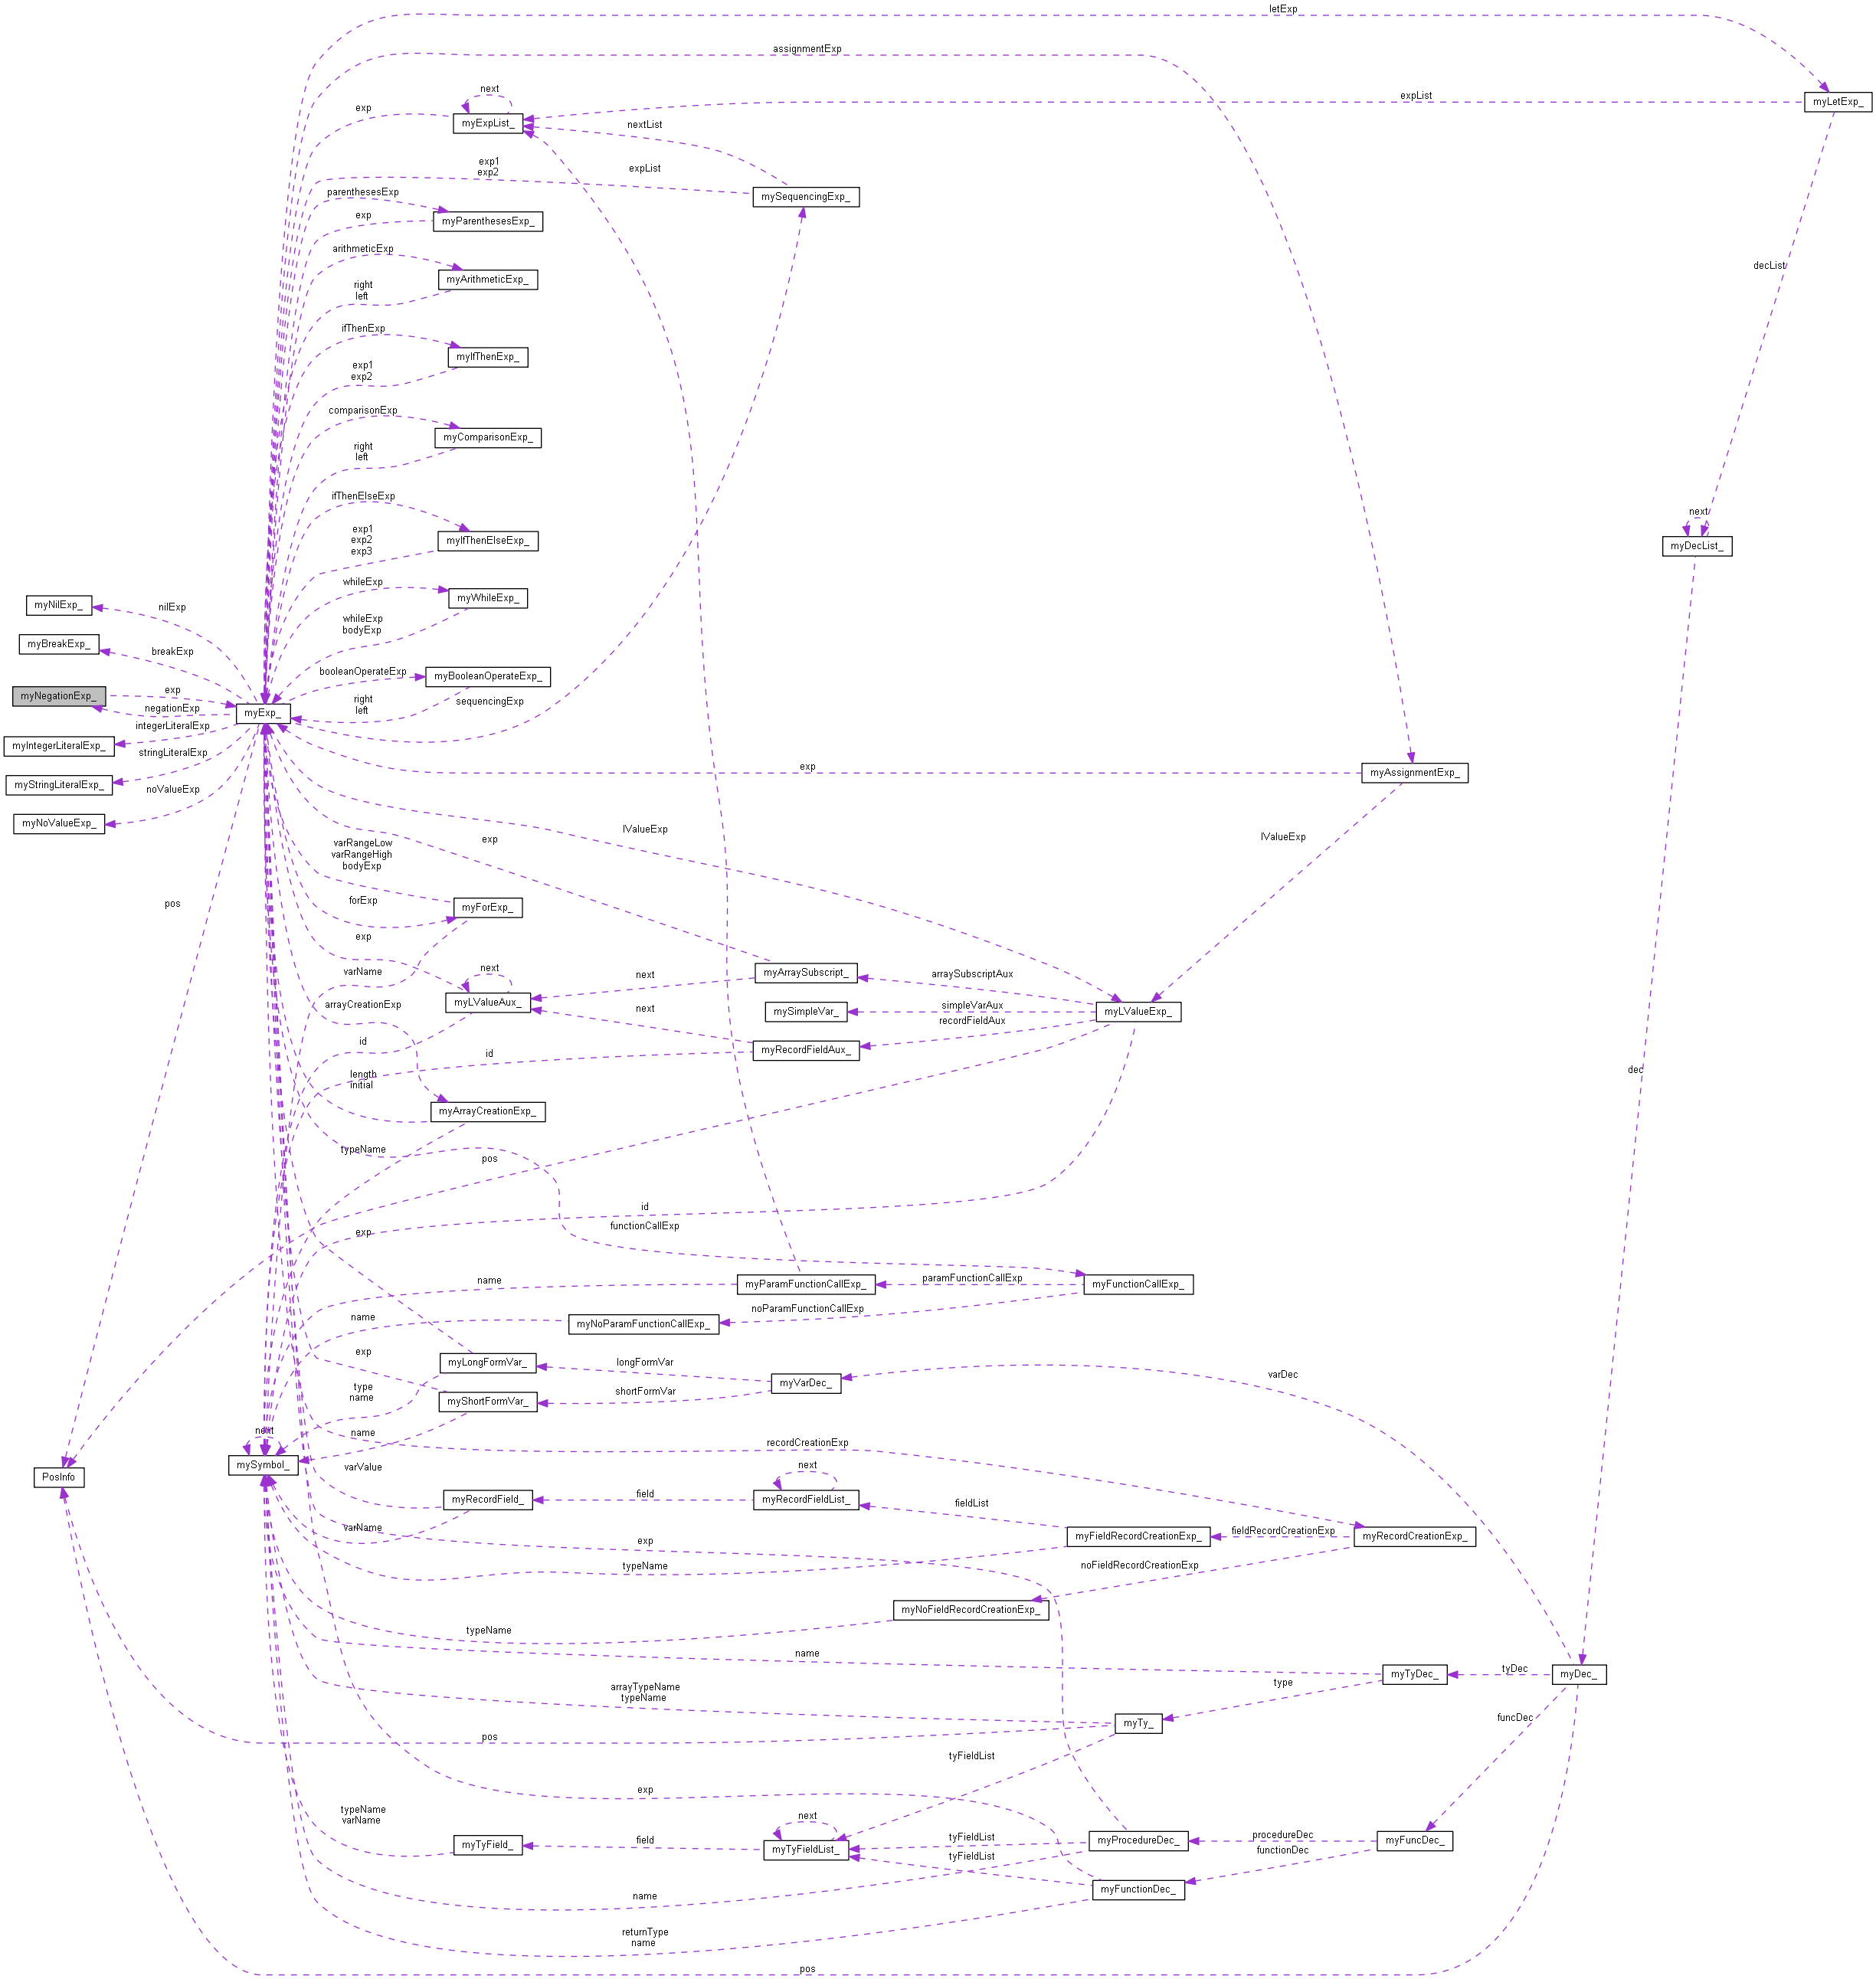 letExp
assignmentExp
next
exp
expList
myLetExp_
myExpList_
nextList
exp1
exp2
expList
parenthesesExp
mySequencingExp_
exp
myParenthesesExp_
arithmeticExp
decList
myArithmeticExp_
right
left
ifThenExp
myIfThenExp_
exp1
exp2
comparisonExp
myComparisonExp_
right
left
ifThenElseExp
next
exp1
exp2
exp3
myIfThenElseExp_
myDecList_
whileExp
myWhileExp_
nilExp
myNilExp_
whileExp
bodyExp
myBreakExp_
breakExp
booleanOperateExp
myBooleanOperateExp_
exp
myNegationExp_
right
left
sequencingExp
negationExp
myExp_
integerLiteralExp
myIntegerLiteralExp_
stringLiteralExp
exp
myAssignmentExp_
myStringLiteralExp_
noValueExp
myNoValueExp_
lValueExp
lValueExp
exp
varRangeLow
varRangeHigh
bodyExp
pos
forExp
myForExp_
exp
varName
next
next
myArraySubscript_
arraySubscriptAux
arrayCreationExp
myLValueAux_
simpleVarAux
mySimpleVar_
myLValueExp_
next
recordFieldAux
id
id
myRecordFieldAux_
length
initial
dec
myArrayCreationExp_
typeName
pos
id
functionCallExp
exp
name
myParamFunctionCallExp_
paramFunctionCallExp
myFunctionCallExp_
noParamFunctionCallExp
name
myNoParamFunctionCallExp_
exp
myLongFormVar_
longFormVar
varDec
myVarDec_
type
name
shortFormVar
myShortFormVar_
next
name
recordCreationExp
mySymbol_
varValue
next
PosInfo
myRecordField_
field
myRecordFieldList_
fieldList
varName
exp
myFieldRecordCreationExp_
fieldRecordCreationExp
myRecordCreationExp_
typeName
noFieldRecordCreationExp
myNoFieldRecordCreationExp_
typeName
name
myTyDec_
tyDec
myDec_
arrayTypeName
typeName
type
myTy_
funcDec
pos
tyFieldList
exp
typeName
varName
next
myTyField_
field
myTyFieldList_
tyFieldList
myProcedureDec_
procedureDec
myFuncDec_
tyFieldList
functionDec
name
myFunctionDec_
returnType
name
pos